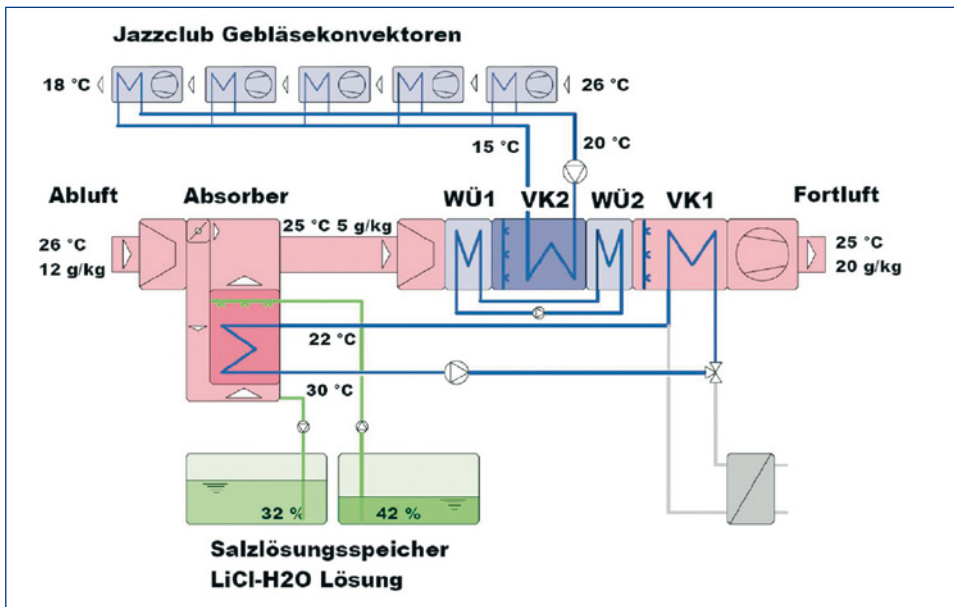 Jazzclub Gebläsekonvektoren
18 °C
26 °C
15 °C
20 °C
Abluft
Absorber
WÜ1
VK2
WÜ2
VK1
Fortluft
26 °C
12 g/kg
25 °C 5 g/kg
25 °C
20 g/kg
22 °C
30 °C
32 %
42 %
Salzlösungsspeicher
LiCl-H2O Lösung